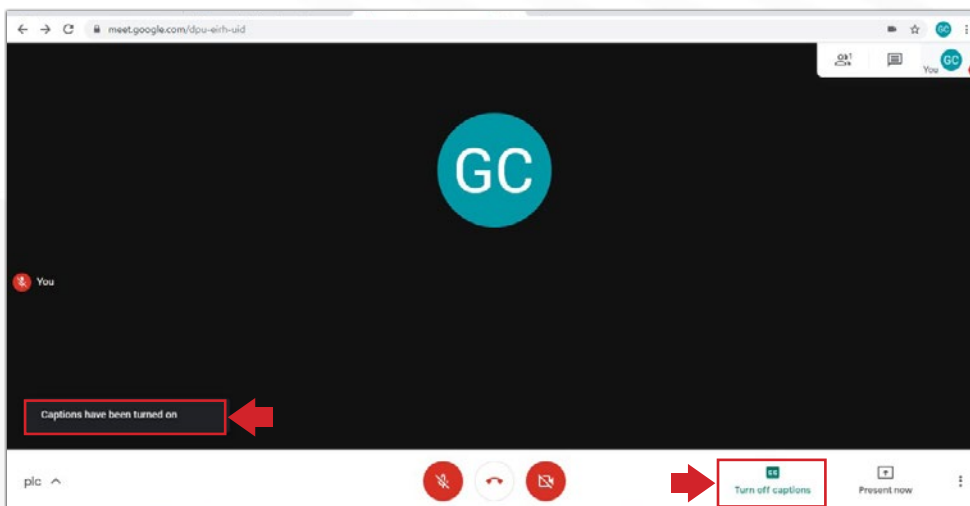 meet.google.com/dpu-eirh-uid
GC
1
You
GC
GC
You
Captions have been turned on
plc
Turn off captions
Present now